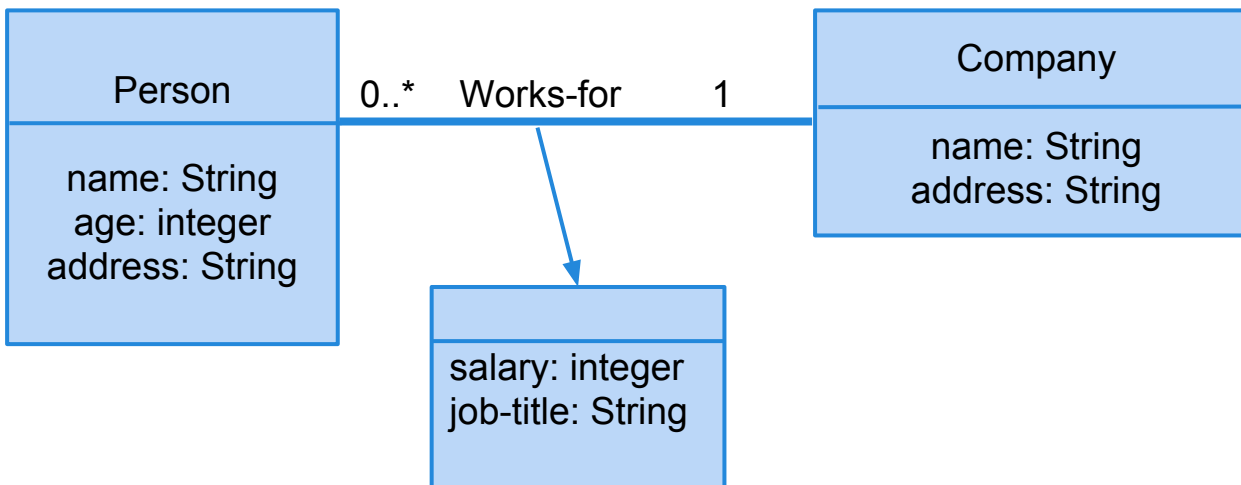 Person
name: String
age: integer
address: String
0..* Works-for 1
Company
name: String
address: String
salary: integer
job-title: String